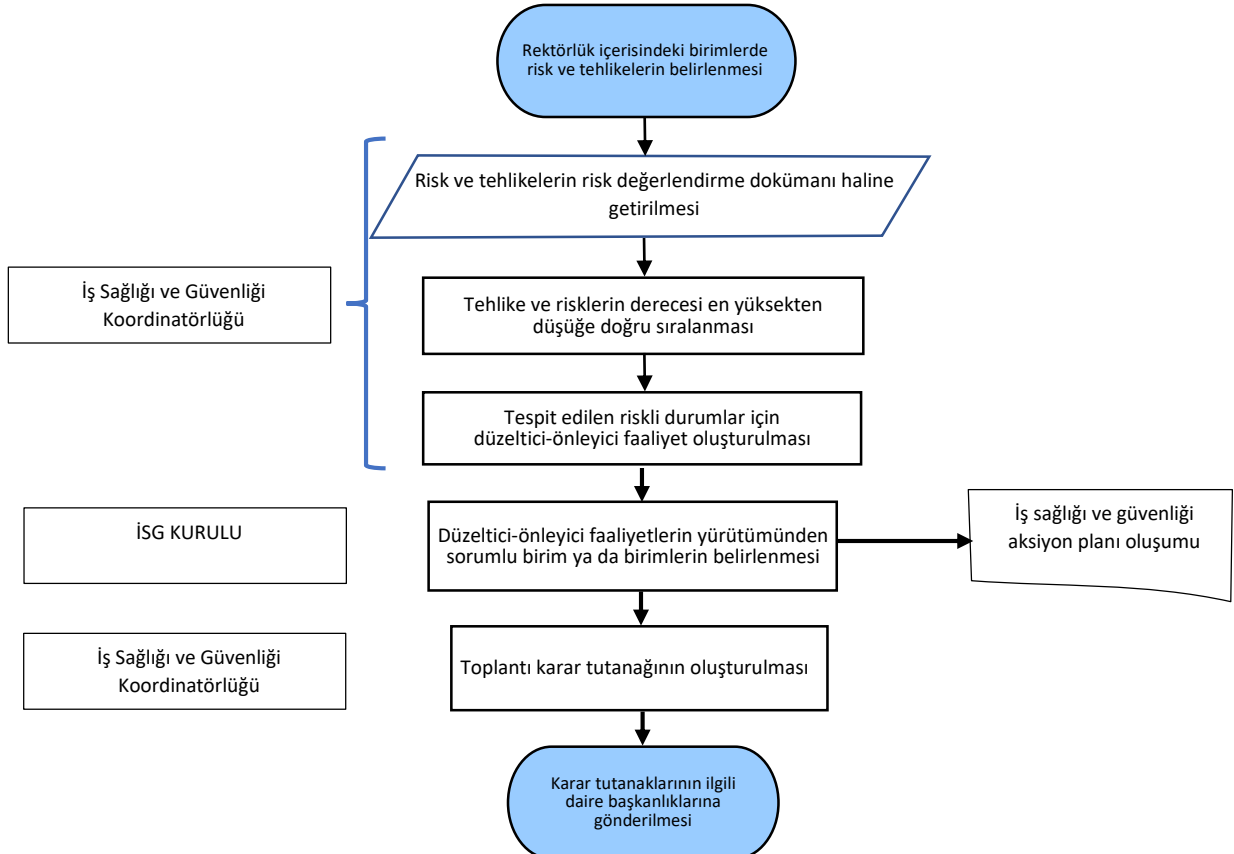 Rektörlük içerisindeki birimlerde
risk ve tehlikelerin belirlenmesi
Risk ve tehlikelerin risk değerlendirme dokümanı haline
getirilmesi
İş Sağlığı ve Güvenliği
Koordinatörlüğü
Tehlike ve risklerin derecesi en yüksekten
düşüğe doğru sıralanması
Tespit edilen riskli durumlar için
düzeltici-önleyici faaliyet oluşturulması
İSG KURULU
Düzeltici-önleyici faaliyetlerin yürütümünden
sorumlu birim ya da birimlerin belirlenmesi
İş sağlığı ve güvenliği
aksiyon planı oluşumu
İş Sağlığı ve Güvenliği
Koordinatörlüğü
Toplantı karar tutanağının oluşturulması
Karar tutanaklarının ilgili
daire başkanlıklarına
gönderilmesi